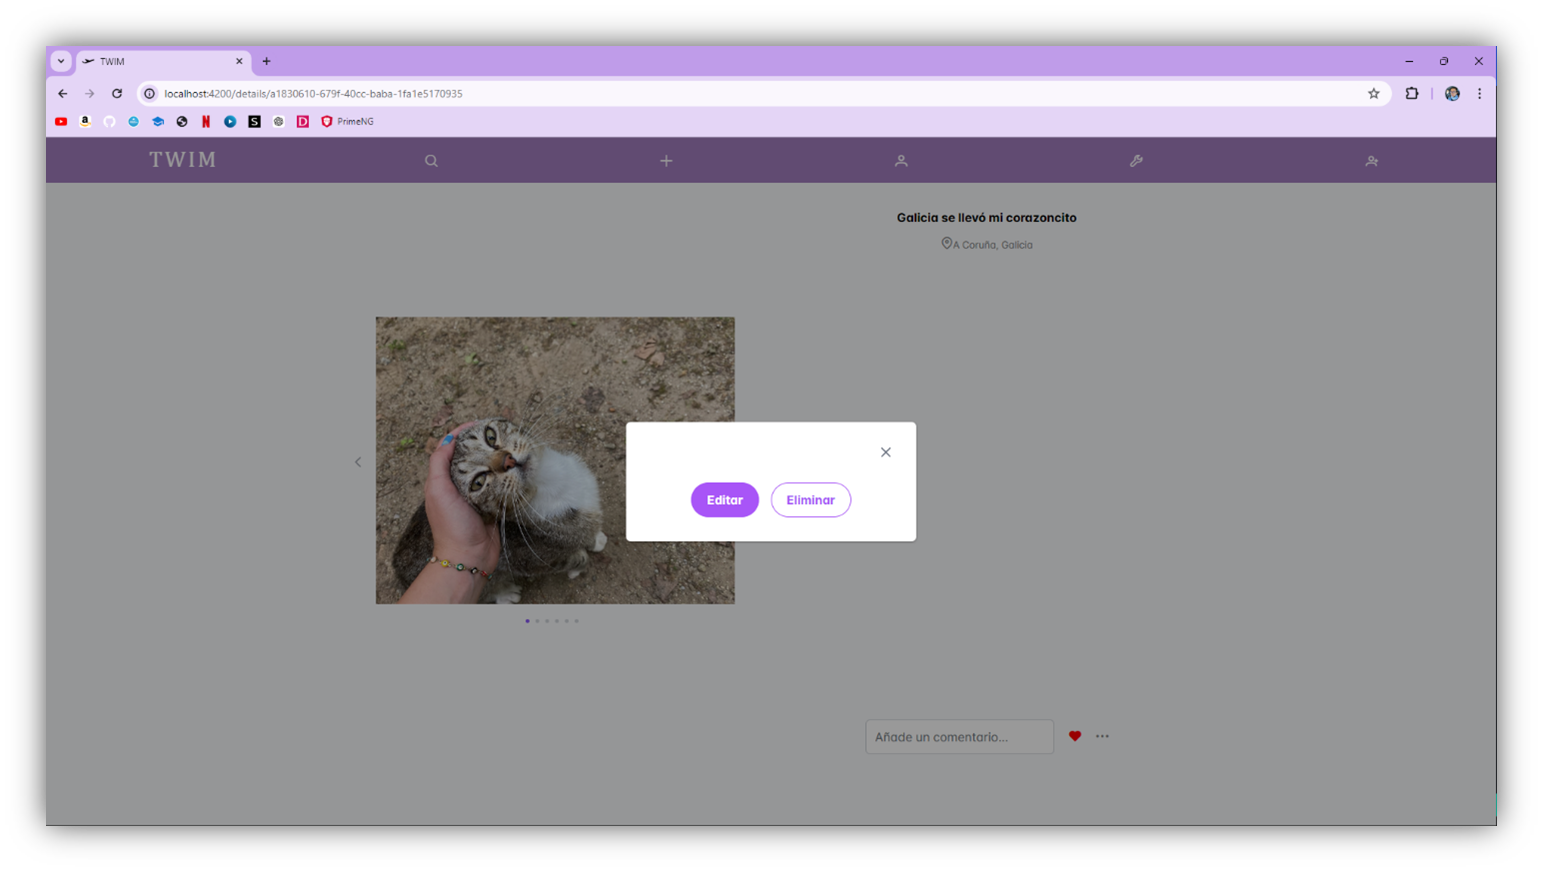 TWIM
localhost:4200/details/a1830610-679f-40cc-baba-1fa1e5170935
PrimeNG
TWIM
Galicia se llevó mi corazoncito
A Coruña, Galicia
Editar
Eliminar
Añade un comentario...